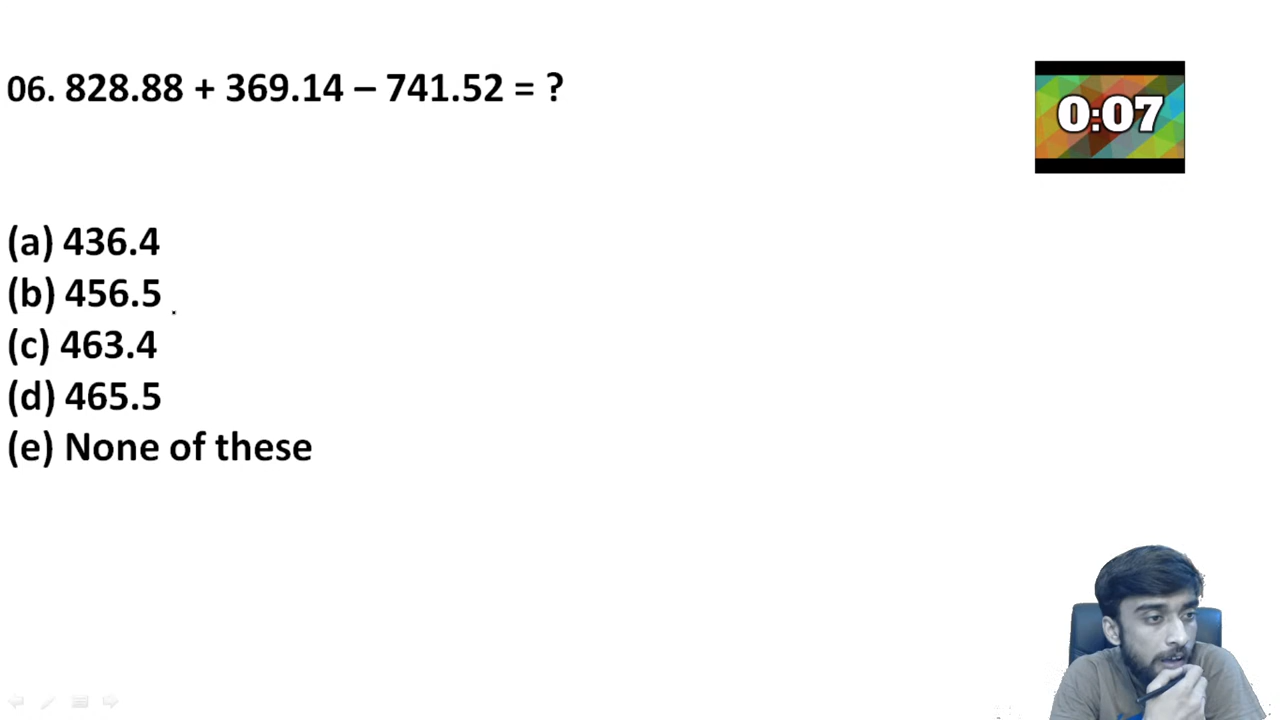 06. 828.88 + 369.14 – 741.52 = ?
0:07
(a) 436.4
(b) 456.5
(c) 463.4
(d) 465.5
(e) None of these